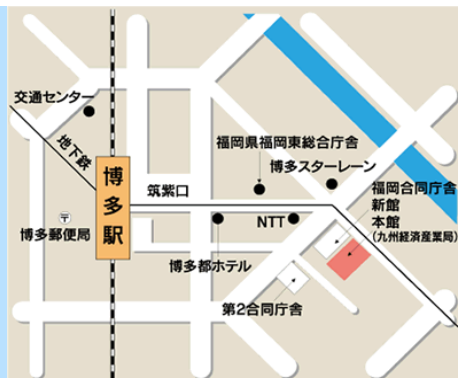 交通センター
地下鉄
博多駅
博多郵便局
筑紫口
福岡県福岡東総合庁舎
博多スターレーン
NTT
博多都ホテル
福岡合同庁舎
新館
本館
(九州経済産業局)
第2合同庁舎